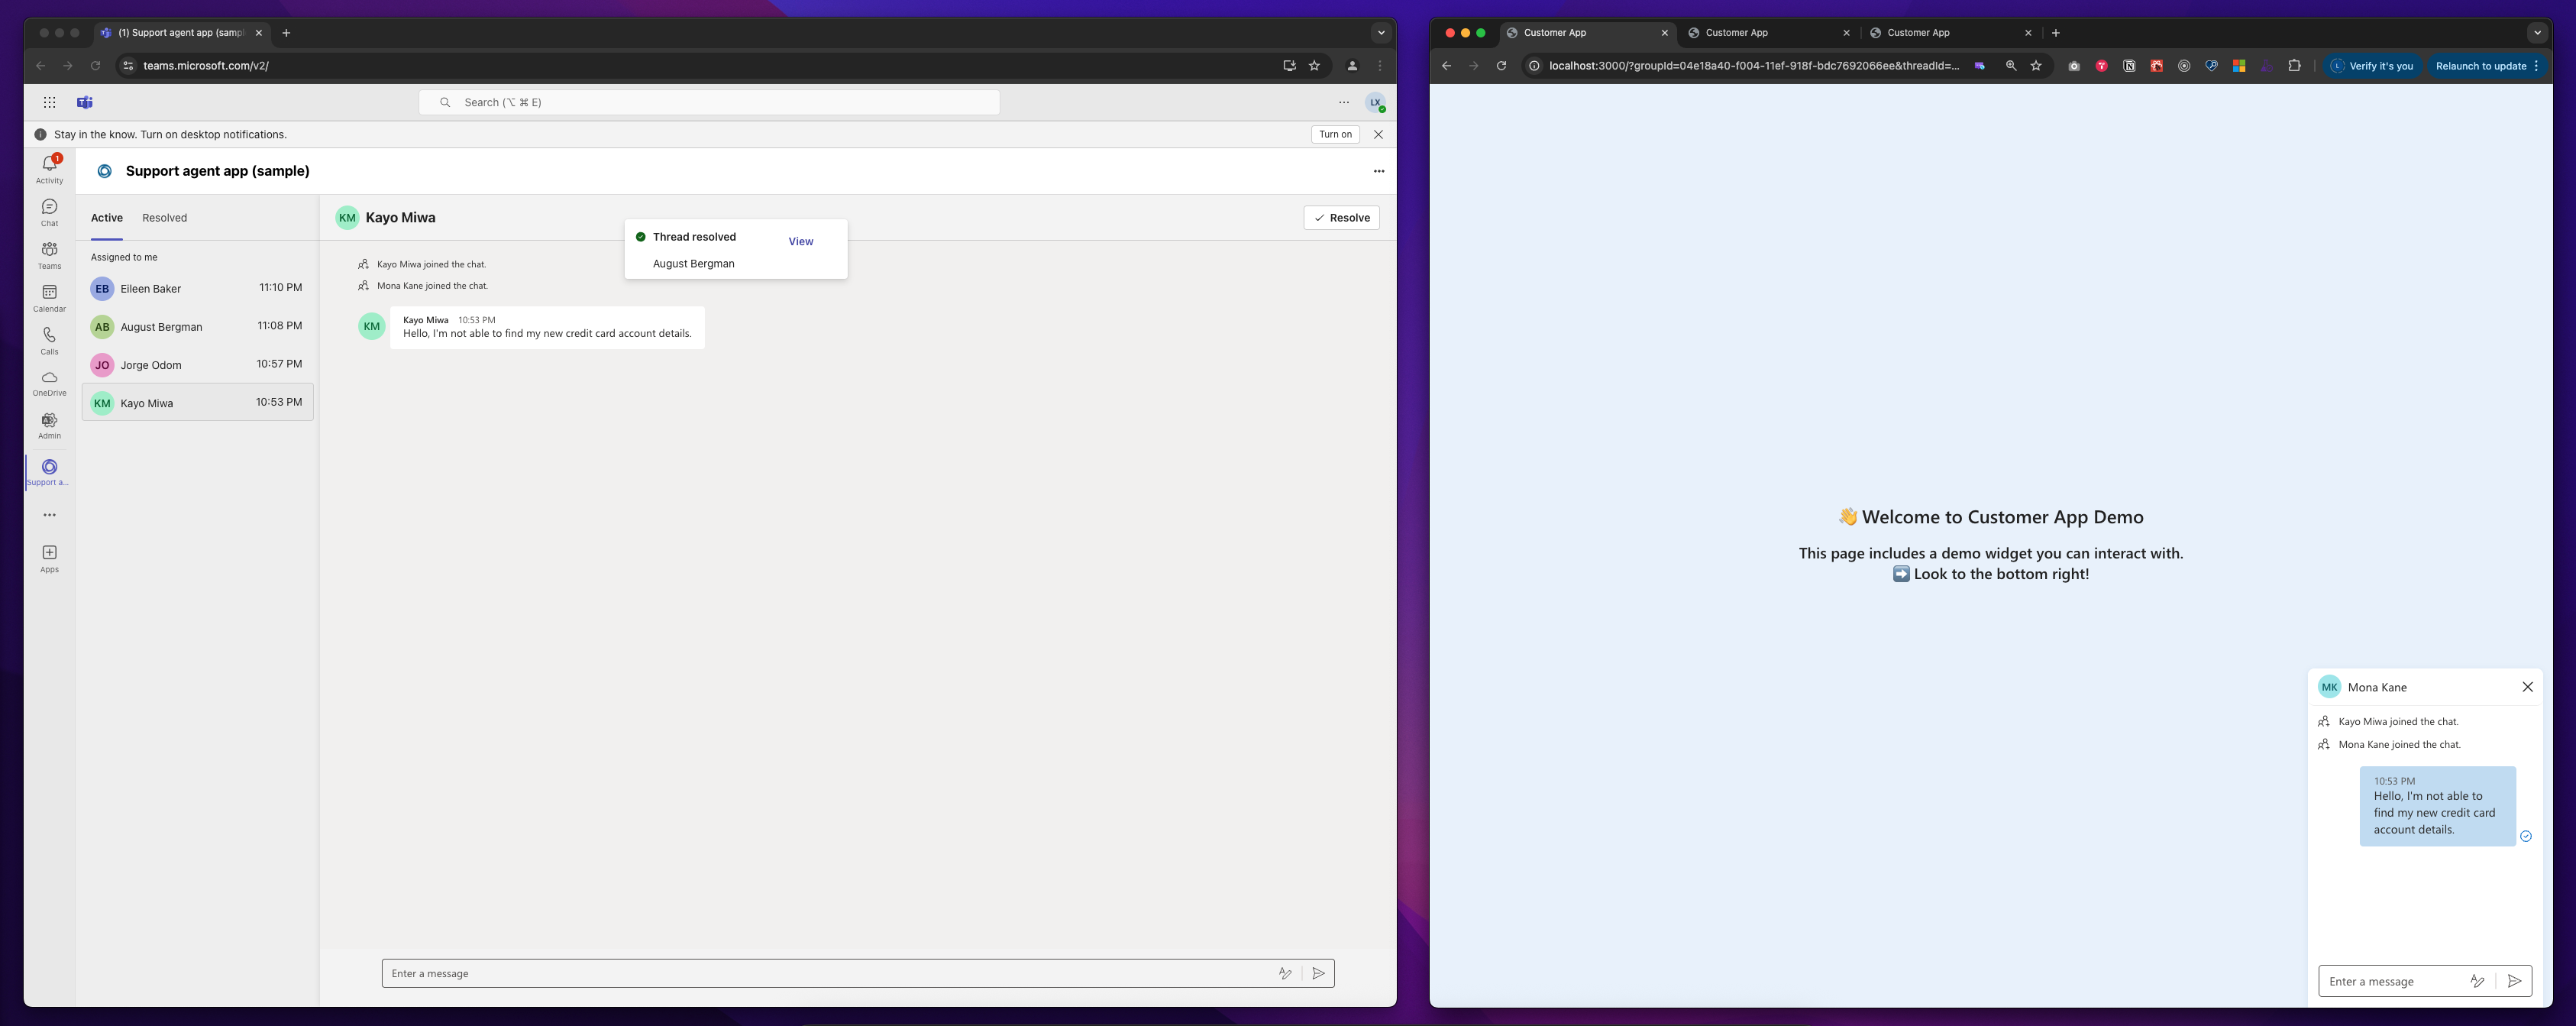 (1) Support agent app (sampl
teams.microsoft.com/v2/
Search (⌥ ⌘ E)
LX
Stay in the know. Turn on desktop notifications.
Turn on
1
Activity
Chat
Teams
Calendar
Calls
OneDrive
Admin
Support a...
Apps
Support agent app (sample)
Active
Resolved
Assigned to me
EB
Eileen Baker
11:10 PM
AB
August Bergman
11:08 PM
JO
Jorge Odom
10:57 PM
KM
Kayo Miwa
10:53 PM
KM
Kayo Miwa
Resolve
Thread resolved
View
August Bergman
Kayo Miwa joined the chat.
Mona Kane joined the chat.
KM
Kayo Miwa 10:53 PM
Hello, I'm not able to find my new credit card account details.
Enter a message
Customer App
Customer App
Customer App
localhost:3000/?groupId=04e18a40-f004-11ef-918f-bdc7692066ee&threadId=...
L
Verify it's you
Relaunch to update
👋 Welcome to Customer App Demo
This page includes a demo widget you can interact with.
➡️ Look to the bottom right!
MK
Mona Kane
Kayo Miwa joined the chat.
Mona Kane joined the chat.
10:53 PM
Hello, I'm not able to
find my new credit card
account details.
Enter a message